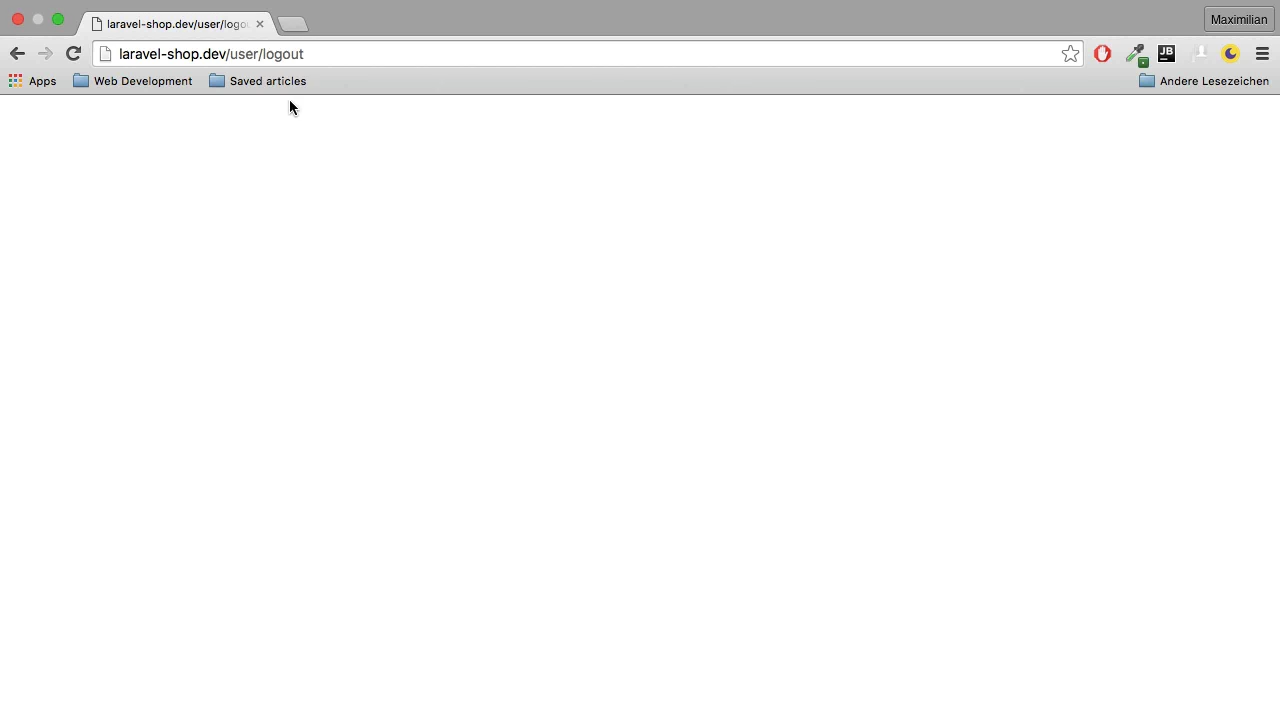 laravel-shop.dev/user/logo
Maximilian
laravel-shop.dev/user/logout
JB
Apps Web Development Saved articles Andere Lesezeichen